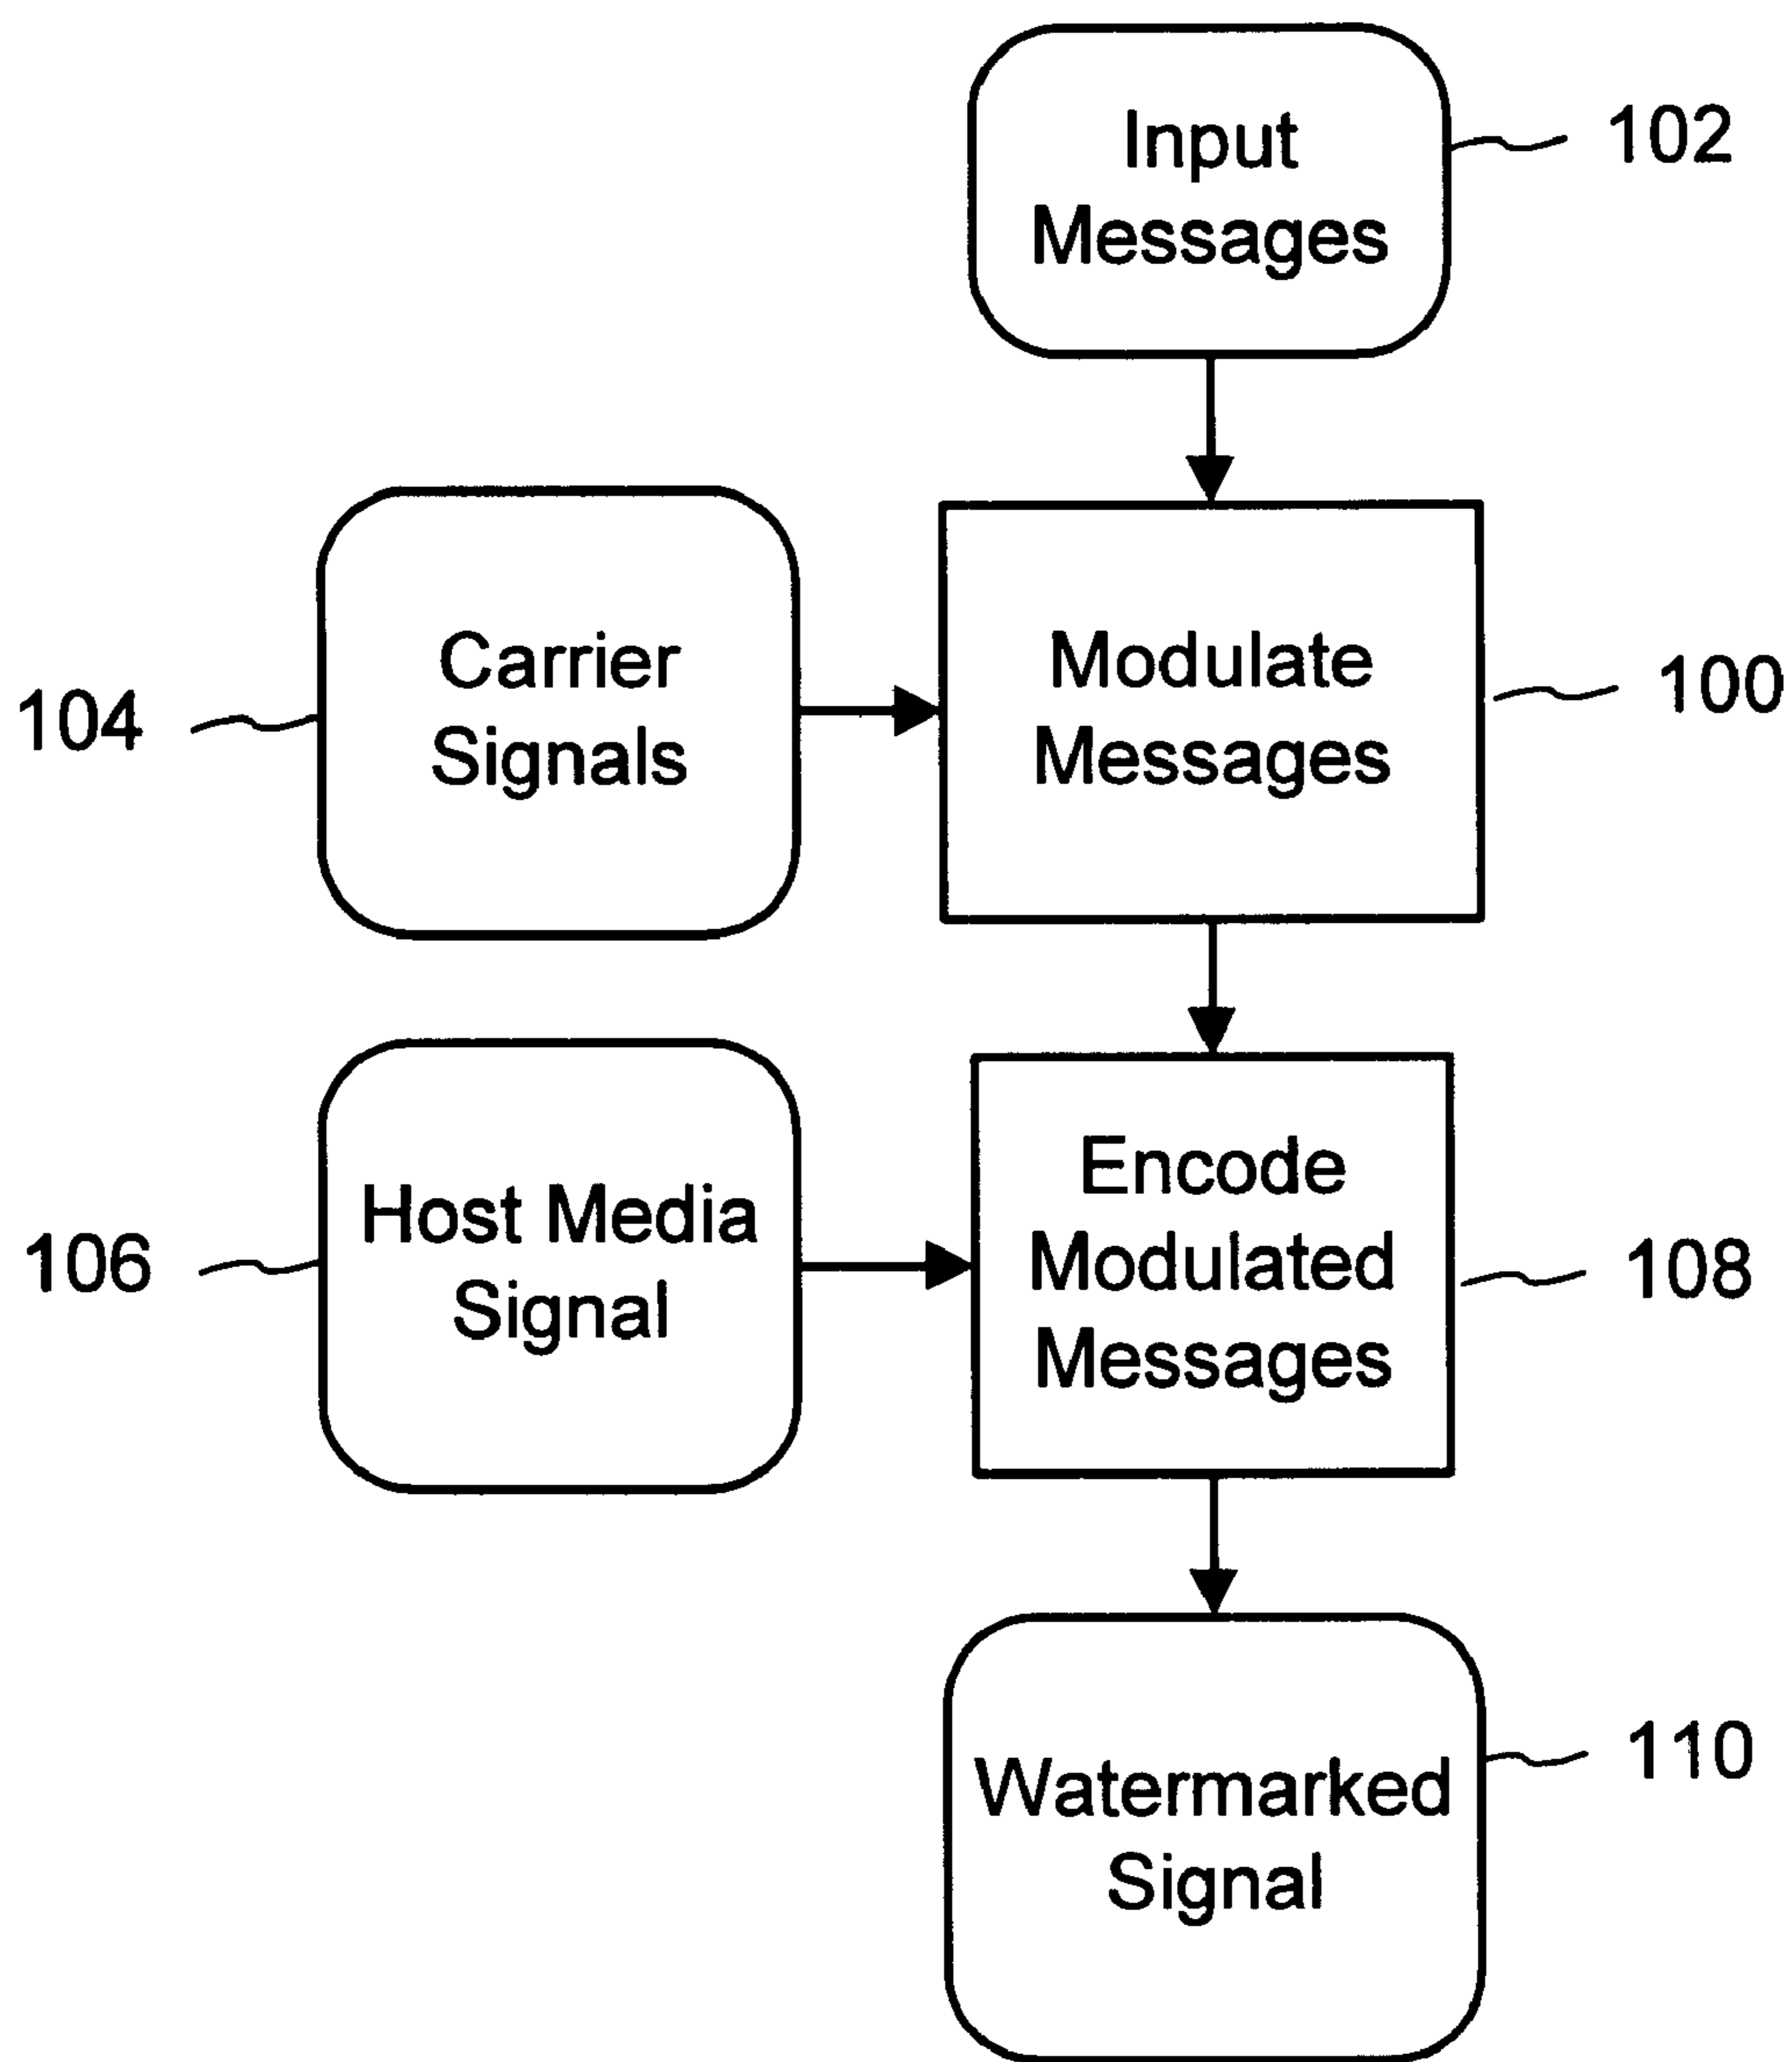 Input
Messages
102
Carrier
Signals
104
Modulate
Messages
100
Host Media
Signal
106
Encode
Modulated
Messages
108
Watermarked
Signal
110